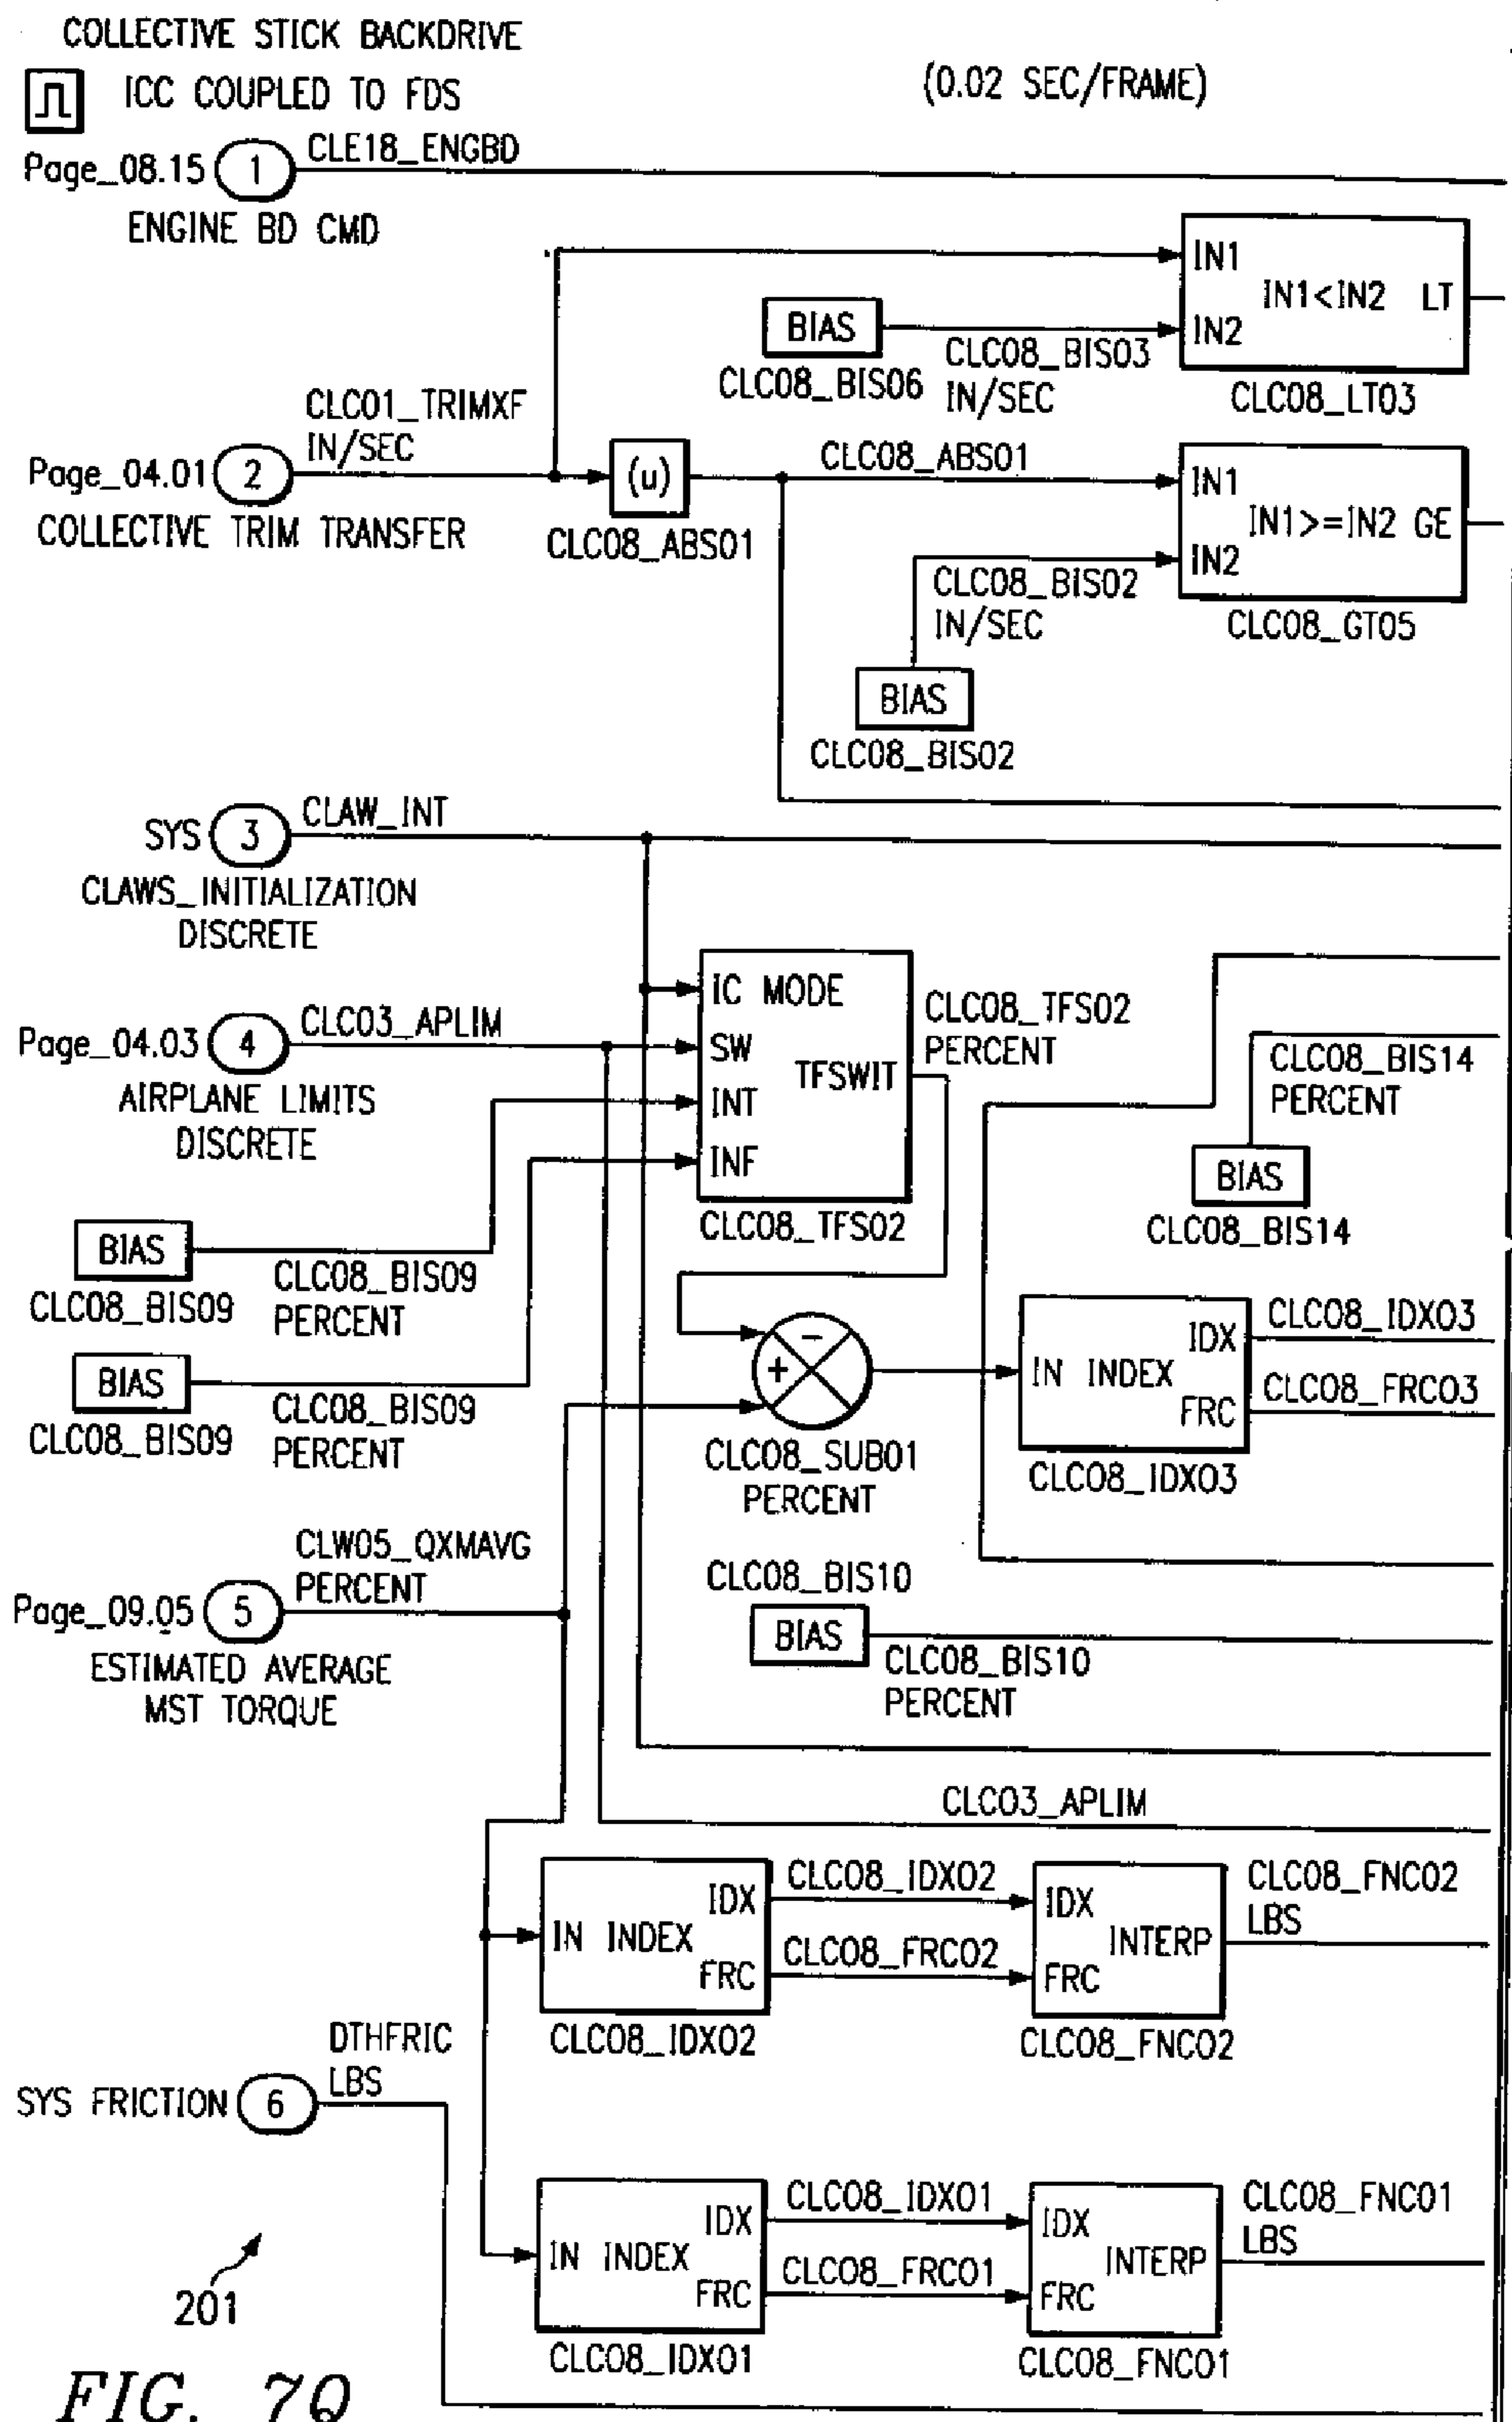 COLLECTIVE STICK BACKDRIVE
ICC COUPLED TO FDS
(0.02 SEC/FRAME)
Page_08.15
1
CLE18_ENGBD
ENGINE BD CMD
IN1
IN1<IN2 LT
IN2
CLC08_LT03
BIAS
CLC08_BIS06
CLC08_BIS03
IN/SEC
Page_04.01
2
CLC01_TRIMXF
IN/SEC
COLLECTIVE TRIM TRANSFER
(u)
CLC08_ABS01
CLC08_ABS01
IN1
IN1>=IN2 GE
IN2
CLC08_GT05
CLC08_BIS02
IN/SEC
BIAS
CLC08_BIS02
SYS
3
CLAW_INT
CLAWS_INITIALIZATION
DISCRETE
IC MODE
SW
TFSWIT
INT
INF
CLC08_TFS02
CLC08_TFS02
PERCENT
Page_04.03
4
CLC03_APLIM
AIRPLANE LIMITS
DISCRETE
CLC08_BIS14
PERCENT
BIAS
CLC08_BIS14
BIAS
CLC08_BIS09
CLC08_BIS09
PERCENT
BIAS
CLC08_BIS09
CLC08_BIS09
PERCENT
−
+
CLC08_SUB01
PERCENT
IDX
IN INDEX
FRC
CLC08_IDX03
CLC08_IDX03
CLC08_FRC03
Page_09.05
5
CLW05_QXMAVG
PERCENT
ESTIMATED AVERAGE
MST TORQUE
CLC08_BIS10
BIAS
CLC08_BIS10
PERCENT
CLC03_APLIM
IDX
IN INDEX
FRC
CLC08_IDX02
CLC08_IDX02
CLC08_FRC02
IDX
INTERP
FRC
CLC08_FNC02
CLC08_FNC02
LBS
SYS FRICTION
6
DTHFRIC
LBS
IDX
IN INDEX
FRC
CLC08_IDX01
CLC08_IDX01
CLC08_FRC01
IDX
INTERP
FRC
CLC08_FNC01
CLC08_FNC01
LBS
201
FIG. 7Q